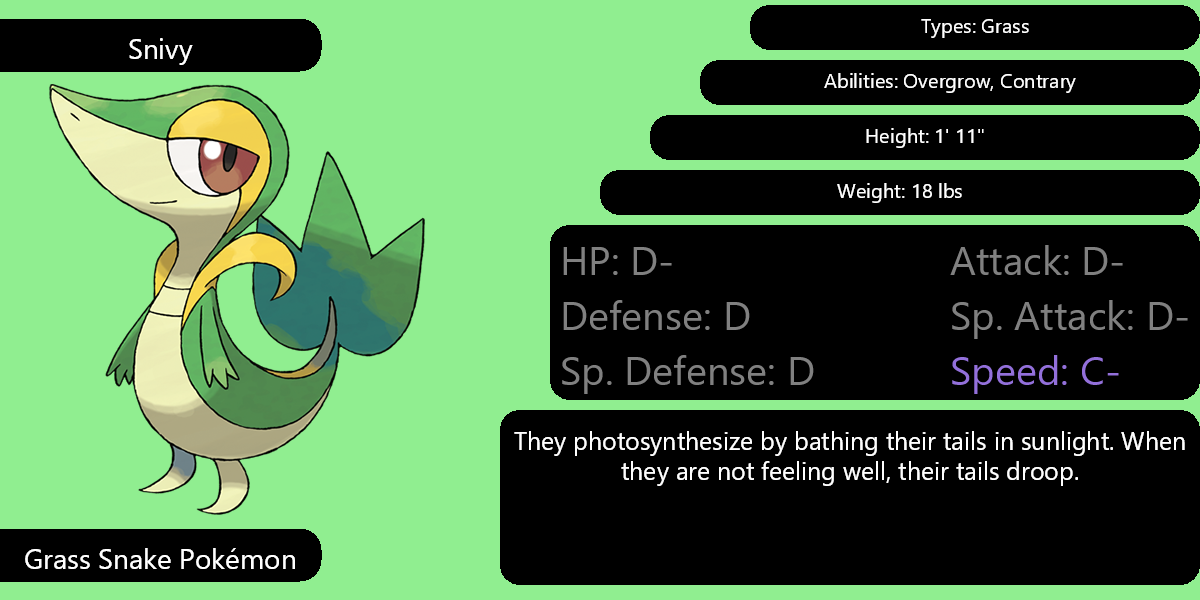 Snivy
Types: Grass
Abilities: Overgrow, Contrary
Height: 1' 11"
Weight: 18 lbs
HP: D-
Attack: D-
Defense: D
Sp. Attack: D-
Sp. Defense: D
Speed: C-
They photosynthesize by bathing their tails in sunlight. When
they are not feeling well, their tails droop.
Grass Snake Pokémon